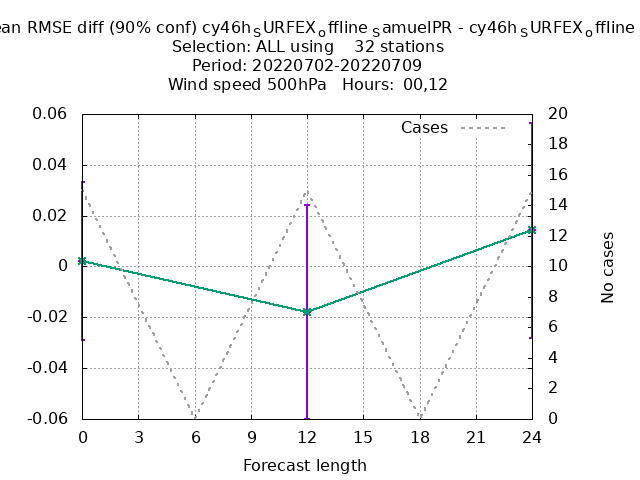 ean RMSE diff (90% conf) cy46hSURFEXoffline SamuelPR - cy46hSURFEXoffline
Selection: ALL using 32 stations
Period: 20220702-20220709
Wind speed 500hPa Hours: 00,12
Cases
0.06
0.04
0.02
0
-0.02
-0.04
-0.06
20
18
16
14
12
10
8
6
4
2
0
No cases
0 3 6 9 12 15 18 21 24
Forecast length